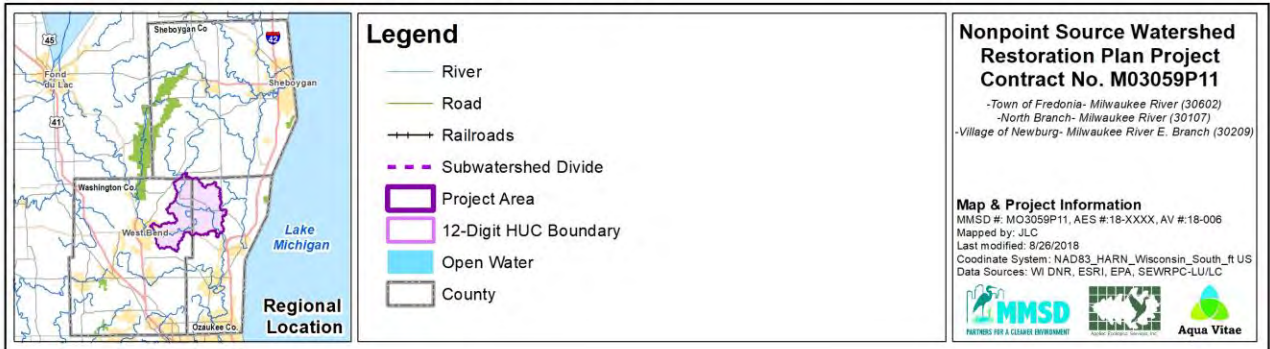 45
Sheboygan Co
42
Fond
du Lac
Sheboygan
41
Washington Co.
West Bend
Lake
Michigan
Ozaukee Co.
Regional
Location
Legend
River
Road
Railroads
Subwatershed Divide
Project Area
12-Digit HUC Boundary
Open Water
County
Nonpoint Source Watershed
Restoration Plan Project
Contract No. M03059P11
-Town of Fredonia- Milwaukee River (30602)
-North Branch- Milwaukee River (30107)
-Village of Newburg- Milwaukee River E. Branch (30209)
Map & Project Information
MMSD #: MO3059P11, AES #:18-XXXX, AV #:18-006
Mapped by: JLC
Last modified: 8/26/2018
Coodinate System: NAD83_HARN_Wisconsin_South_ft US
Data Sources: WI DNR, ESRI, EPA, SEWRPC-LU/LC
MMSD
PARTNERS FOR A CLEANER ENVIRONMENT
Applied Ecological Services, Inc.
Aqua Vitae